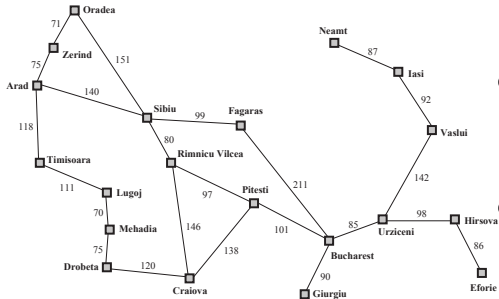 Oradea
71
Neamt
Zerind
87
151
75
Iasi
Arad
140
92
Sibiu
99
Fagaras
118
Vaslui
80
Timisoara
Rimnicu Vilcea
142
111
Lugoj
97
Pitesti
211
70
98
Hirsova
146
85
Mehadia
101
Urziceni
75
138
86
120
Bucharest
Drobeta
90
Craiova
Eforie
Giurgiu